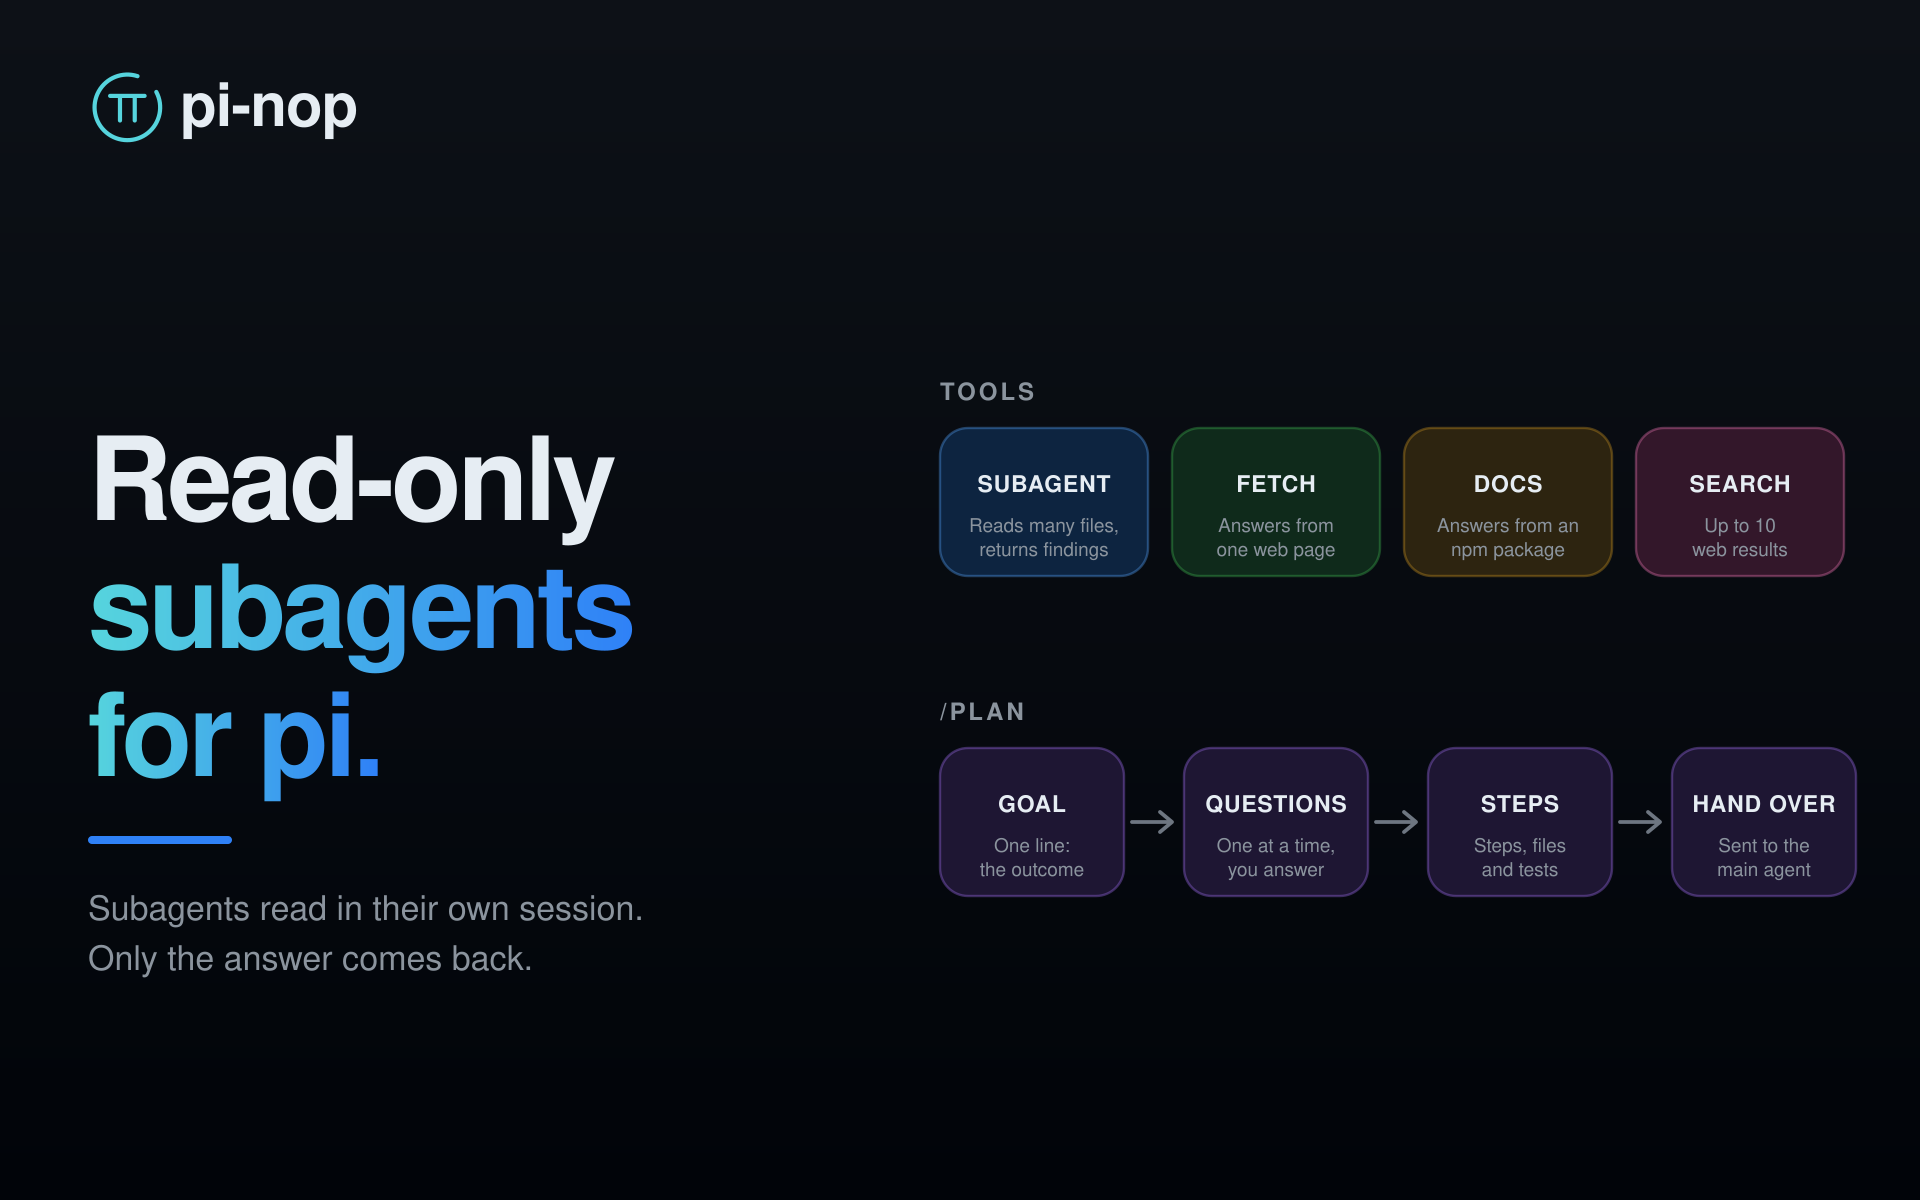 π pi-nop
Read-only
subagents
for pi.
Subagents read in their own session.
Only the answer comes back.
TOOLS
SUBAGENT
Reads many files,
returns findings
FETCH
Answers from
one web page
DOCS
Answers from an
npm package
SEARCH
Up to 10
web results
/PLAN
GOAL
One line:
the outcome
QUESTIONS
One at a time,
you answer
STEPS
Steps, files
and tests
HAND OVER
Sent to the
main agent